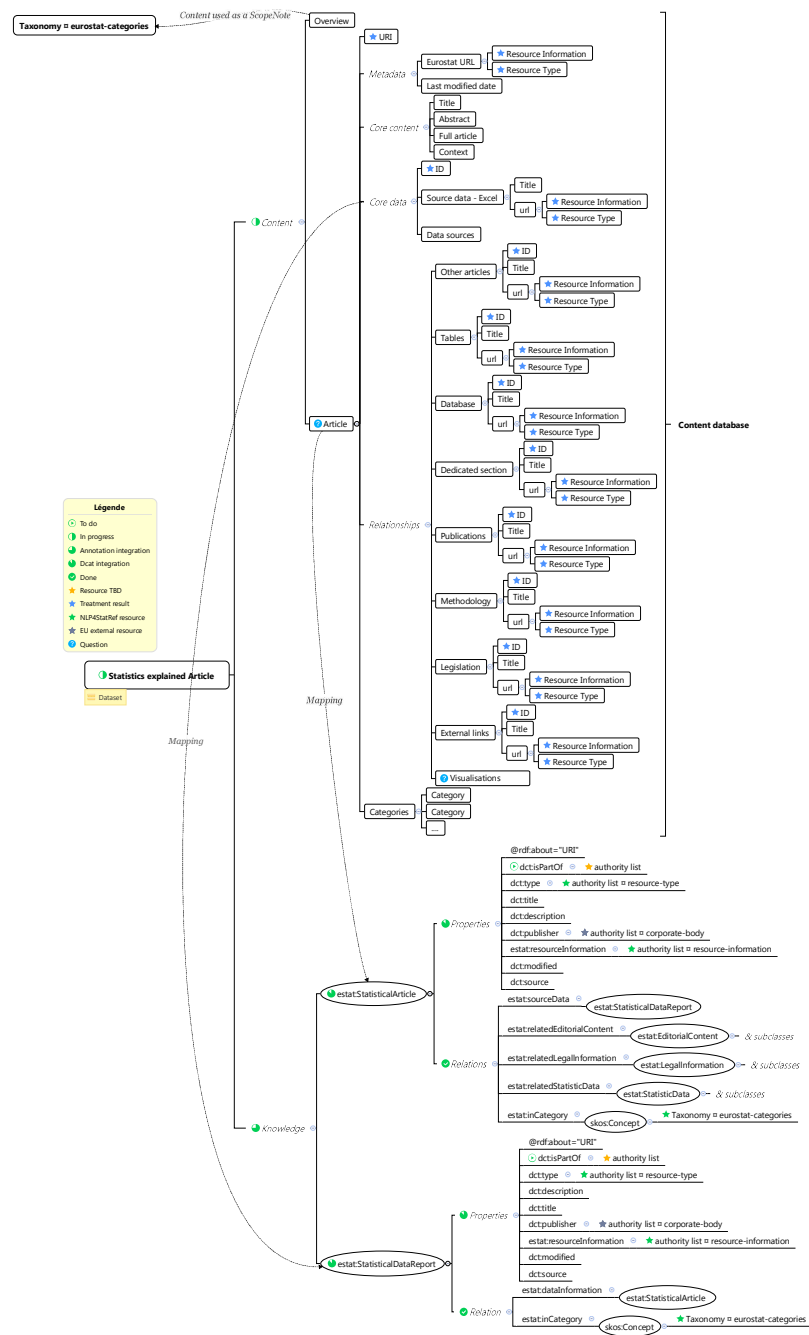 Content used as a ScopeNote
Taxonomy ¤ eurostat-categories
Overview
URI
Metadata
Eurostat URL
Resource Information
Resource Type
Last modified date
Core content
Title
Abstract
Full article
Context
Core data
ID
Source data - Excel
Title
url
Resource Information
Resource Type
Data sources
Content
Article
Relationships
Other articles
ID
Title
url
Resource Information
Resource Type
Tables
ID
Title
url
Resource Information
Resource Type
Database
ID
Title
url
Resource Information
Resource Type
Content database
Dedicated section
ID
Title
url
Resource Information
Resource Type
Publications
ID
Title
url
Resource Information
Resource Type
Methodology
ID
Title
url
Resource Information
Resource Type
Legislation
ID
Title
url
Resource Information
Resource Type
External links
ID
Title
url
Resource Information
Resource Type
Visualisations
Categories
Category
Category
...
Légende
To do
In progress
Annotation integration
Dcat integration
Done
Resource TBD
Treatment result
NLP4StatRef resource
EU external resource
Question
Statistics explained Article
Dataset
Mapping
Mapping
Knowledge
estat:StatisticalArticle
Properties
@rdf:about="URI"
dct:isPartOf authority list
dct:type authority list ¤ resource-type
dct:title
dct:description
dct:publisher authority list ¤ corporate-body
estat:resourceInformation authority list ¤ resource-information
dct:modified
dct:source
Relations
estat:sourceData estat:StatisticalDataReport
estat:relatedEditorialContent estat:EditorialContent & subclasses
estat:relatedLegalInformation estat:LegalInformation & subclasses
estat:relatedStatisticData estat:StatisticData & subclasses
estat:inCategory skos:Concept Taxonomy ¤ eurostat-categories
estat:StatisticalDataReport
Properties
@rdf:about="URI"
dct:isPartOf authority list
dct:type authority list ¤ resource-type
dct:description
dct:title
dct:publisher authority list ¤ corporate-body
estat:resourceInformation authority list ¤ resource-information
dct:modified
dct:source
Relation
estat:dataInformation estat:StatisticalArticle
estat:inCategory skos:Concept Taxonomy ¤ eurostat-categories